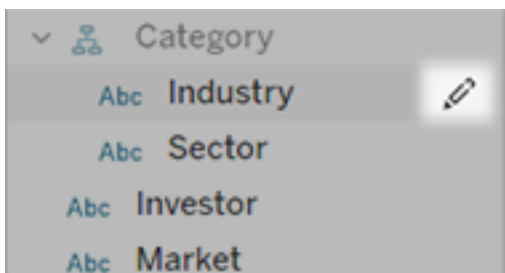 Category
Abc Industry
Abc Sector
Abc Investor
Abc Market